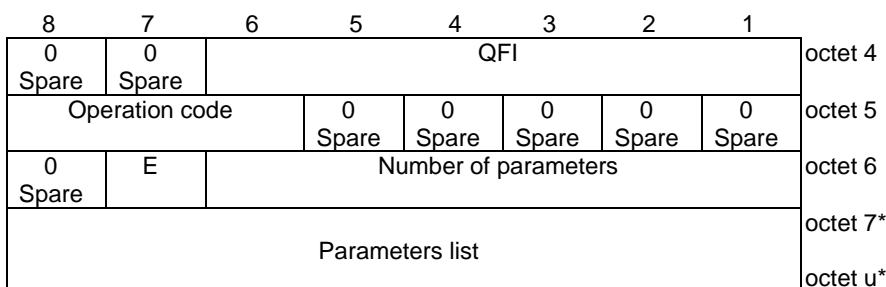 8 7 6 5 4 3 2 1
0 0 QFI octet 4
Spare Spare
Operation code 0 0 0 0 0 octet 5
Spare Spare Spare Spare Spare
0 E Number of parameters octet 6
Spare
octet 7*
Parameters list
octet u*